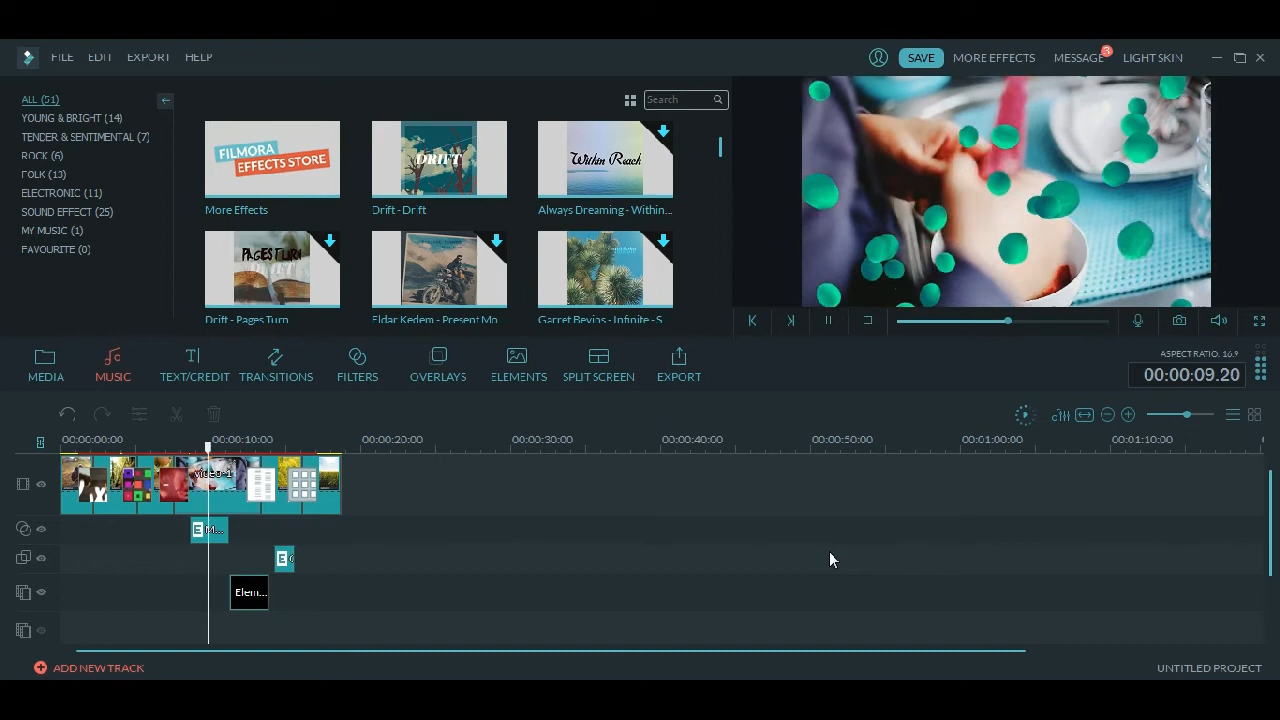 FILE EDIT EXPORT HELP
SAVE MORE EFFECTS MESSAGE 3 LIGHT SKIN
ALL (51)
YOUNG & BRIGHT (14)
TENDER & SENTIMENTAL (7)
ROCK (6)
FOLK (13)
ELECTRONIC (11)
SOUND EFFECT (25)
MY MUSIC (1)
FAVOURITE (0)
Search
FILMORA
EFFECTS STORE
DRIFT
Within Reach
More Effects
Drift - Drift
Always Dreaming - Within...
PAGES TURN
Drift - Pages Turn
Eldar Kedem - Present Mo
Garret Bevins - Infinite - S
MEDIA MUSIC TEXT/CREDIT TRANSITIONS FILTERS OVERLAYS ELEMENTS SPLIT SCREEN EXPORT
ASPECT RATIO: 16:9
00:00:09.20
00:00:00:00 00:00:10:00 00:00:20:00 00:00:30:00 00:00:40:00 00:00:50:00 00:01:00:00 00:01:10:00
E M...
E
Elem...
ADD NEW TRACK
UNTITLED PROJECT